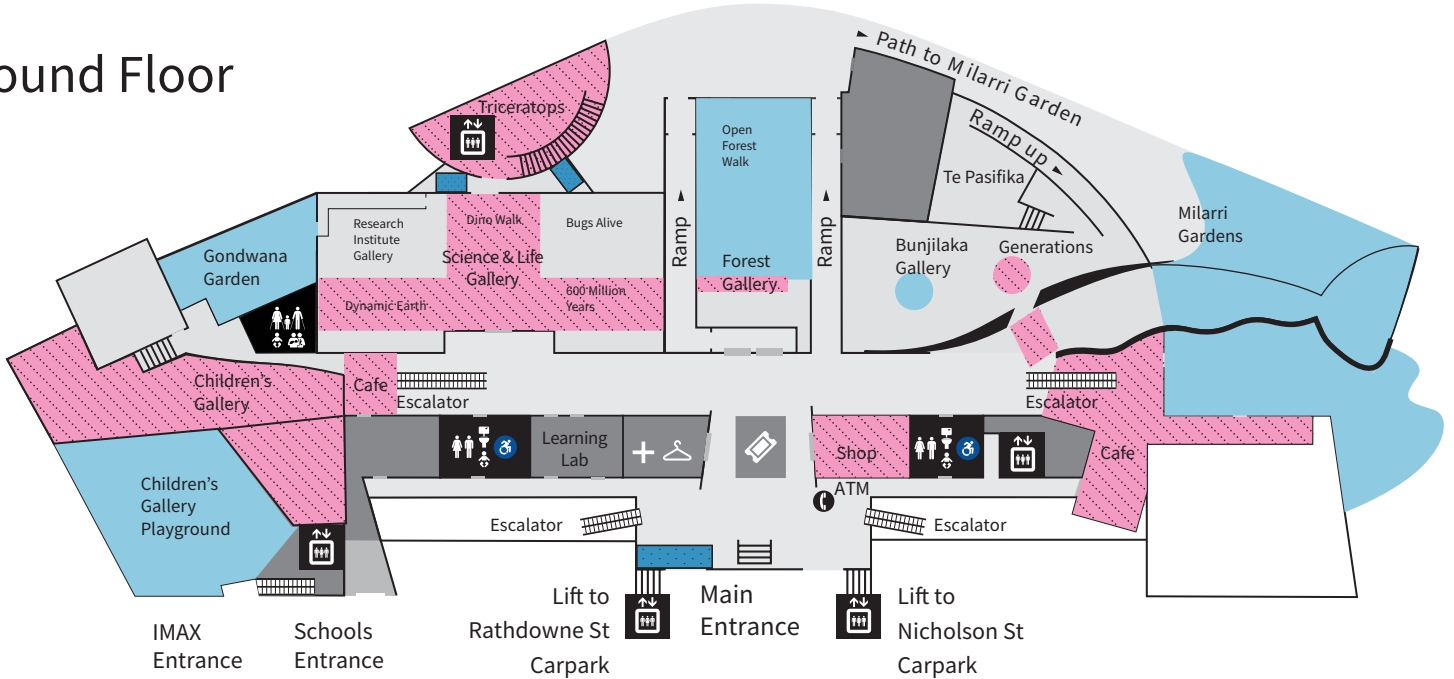 ound Floor
Path to Milarri Garden
Ramp up
Triceratops
Open
Forest
Walk
Te Pasifika
Milarri
Gardens
Research
Institute
Gallery
Dino Walk
Bugs Alive
Science & Life
Gallery
Dynamic Earth
600 Million
Years
Gondwana
Garden
Ramp
Forest
Gallery
Ramp
Bunjilaka
Gallery
Generations
Children's
Gallery
Cafe
Escalator
Escalator
Learning
Lab
Shop
Cafe
ATM
Children's
Gallery
Playground
Escalator
Escalator
IMAX
Entrance
Schools
Entrance
Lift to
Rathdowne St
Carpark
Main
Entrance
Lift to
Nicholson St
Carpark